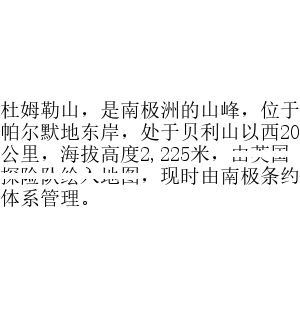 杜姆勒山，是南极洲的山峰，位于
帕尔默地东岸，处于贝利山以西20
公里，海拔高度2,225米，由英国
探险队绘入地图，现时由南极条约
体系管理。